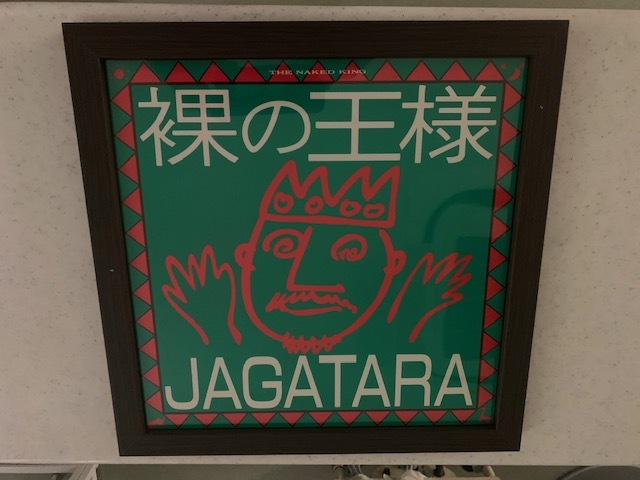 THE NAKED KING
裸の王様
JAGATARA